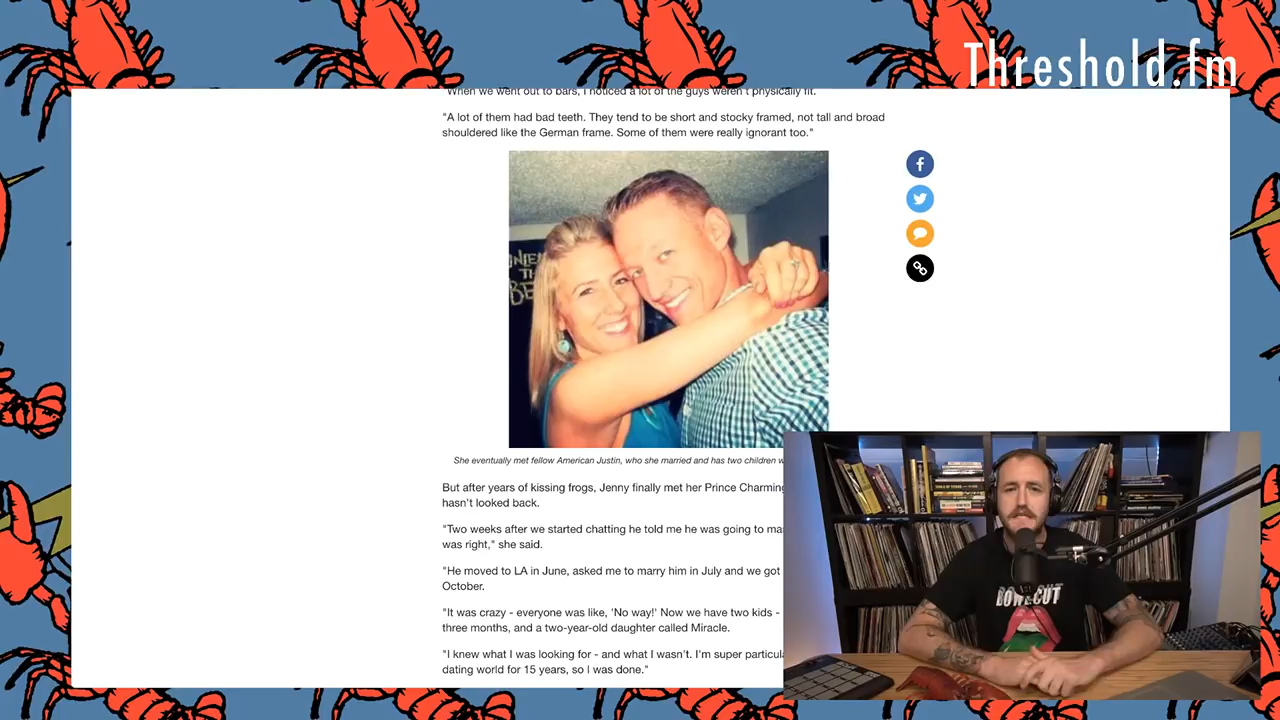 Threshold.fm
"When we went out to bars, I noticed a lot of the guys weren't physically fit.
"A lot of them had bad teeth. They tend to be short and stocky framed, not tall and broad
shouldered like the German frame. Some of them were really ignorant too."
She eventually met fellow American Justin, who she married and has two children w
But after years of kissing frogs, Jenny finally met her Prince Charming
hasn't looked back.
"Two weeks after we started chatting he told me he was going to ma
was right," she said.
"He moved to LA in June, asked me to marry him in July and we got
October.
"It was crazy - everyone was like, 'No way!' Now we have two kids -
three months, and a two-year-old daughter called Miracle.
"I knew what I was looking for - and what I wasn't. I'm super particula
dating world for 15 years, so I was done."